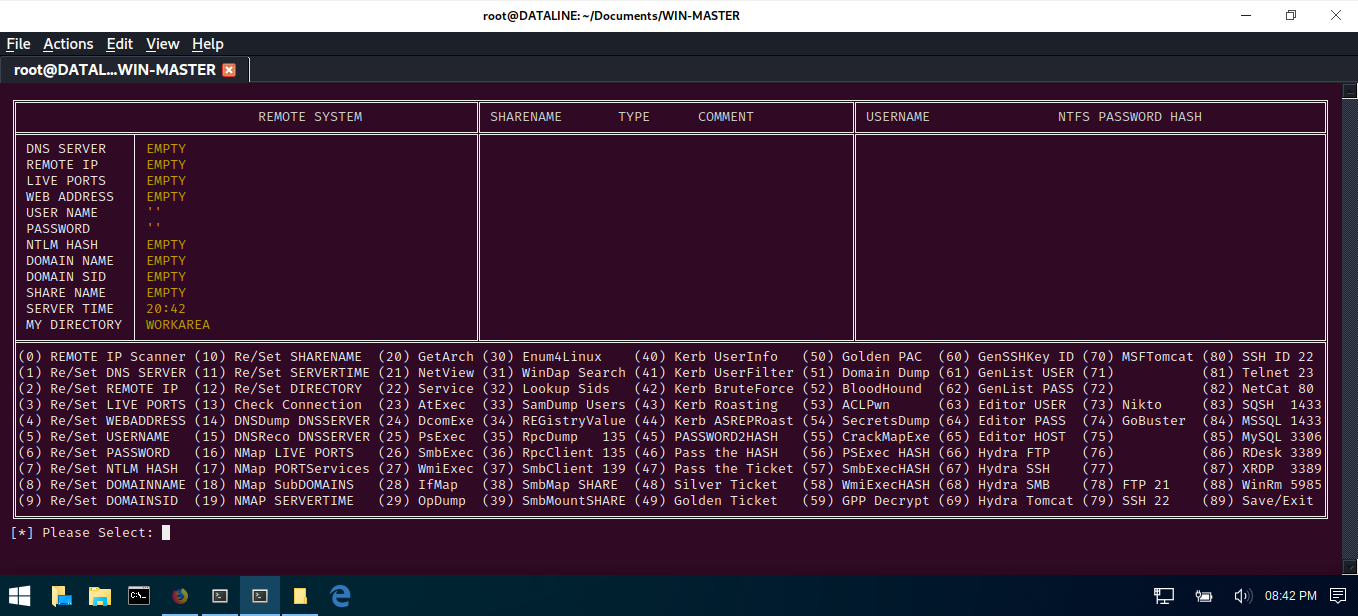 root@DATALINE: ~/Documents/WIN-MASTER
File Actions Edit View Help
root@DATAL...WIN-MASTER
REMOTE SYSTEM SHARENAME TYPE COMMENT USERNAME NTFS PASSWORD HASH
DNS SERVER EMPTY
REMOTE IP EMPTY
LIVE PORTS EMPTY
WEB ADDRESS EMPTY
USER NAME ''
PASSWORD ''
NTLM HASH EMPTY
DOMAIN NAME EMPTY
DOMAIN SID EMPTY
SHARE NAME EMPTY
SERVER TIME 20:42
MY DIRECTORY WORKAREA
(0) REMOTE IP Scanner (10) Re/Set SHARENAME (20) GetArch (30) Enum4Linux (40) Kerb UserInfo (50) Golden PAC (60) GenSSHKey ID (70) MSFTomcat (80) SSH ID 22
(1) Re/Set DNS SERVER (11) Re/Set SERVERTIME (21) NetView (31) WinDap Search (41) Kerb UserFilter (51) Domain Dump (61) GenList USER (71) (81) Telnet 23
(2) Re/Set REMOTE IP (12) Re/Set DIRECTORY (22) Service (32) Lookup Sids (42) Kerb BruteForce (52) BloodHound (62) GenList PASS (72) (82) NetCat 80
(3) Re/Set LIVE PORTS (13) Check Connection (23) AtExec (33) SamDump Users (43) Kerb Roasting (53) ACLPwn (63) Editor USER (73) Nikto (83) SQSH 1433
(4) Re/Set WEBADDRESS (14) DNSDump DNSSERVER (24) DcomExe (34) REGistryValue (44) Kerb ASREPRoast (54) SecretsDump (64) Editor PASS (74) GoBuster (84) MSSQL 1433
(5) Re/Set USERNAME (15) DNSReco DNSSERVER (25) PsExec (35) RpcDump 135 (45) PASSWORD2HASH (55) CrackMapExe (65) Editor HOST (75) (85) MySQL 3306
(6) Re/Set PASSWORD (16) NMap LIVE PORTS (26) SmbExec (36) RpcClient 135 (46) Pass the HASH (56) PSExec HASH (66) Hydra FTP (76) (86) RDesk 3389
(7) Re/Set NTLM HASH (17) NMap PORTServices (27) WmiExec (37) SmbClient 139 (47) Pass the Ticket (57) SmbExecHASH (67) Hydra SSH (77) (87) XRDP 3389
(8) Re/Set DOMAINNAME (18) NMap SubDOMAINS (28) IfMap (38) SmbMap SHARE (48) Silver Ticket (58) WmiExecHASH (68) Hydra SMB (78) FTP 21 (88) WinRm 5985
(9) Re/Set DOMAINSID (19) NMAP SERVERTIME (29) OpDump (39) SmbMountSHARE (49) Golden Ticket (59) GPP Decrypt (69) Hydra Tomcat (79) SSH 22 (89) Save/Exit
[*] Please Select:
08:42 PM